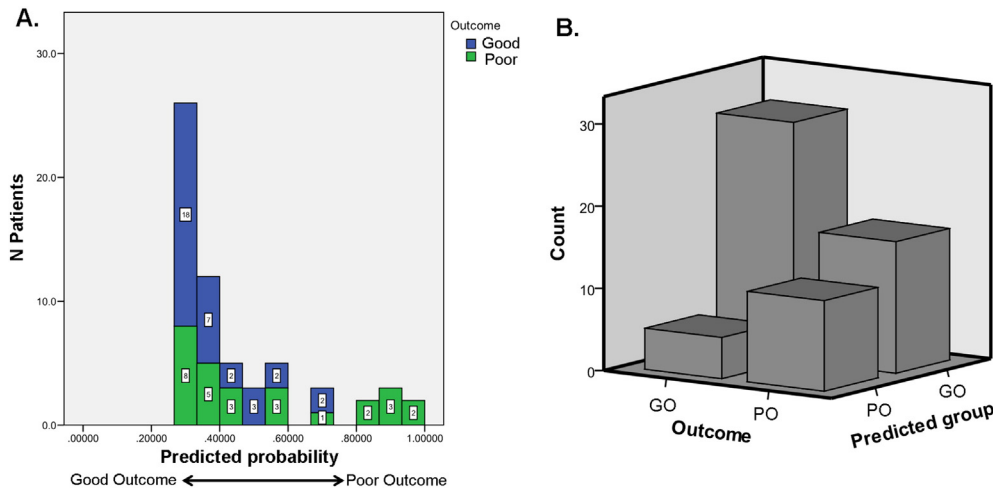 A.
Outcome
Good
Poor
30.0
20.0
10.0
0.0
N Patients
18
8
7
5
2
3
3
2
3
2
1
2
3
2
.00000 .20000 .40000 .60000 .80000 1.00000
Predicted probability
Good Outcome Poor Outcome
B.
30
20
10
0
Count
GO
PO
Outcome
PO
GO
Predicted group